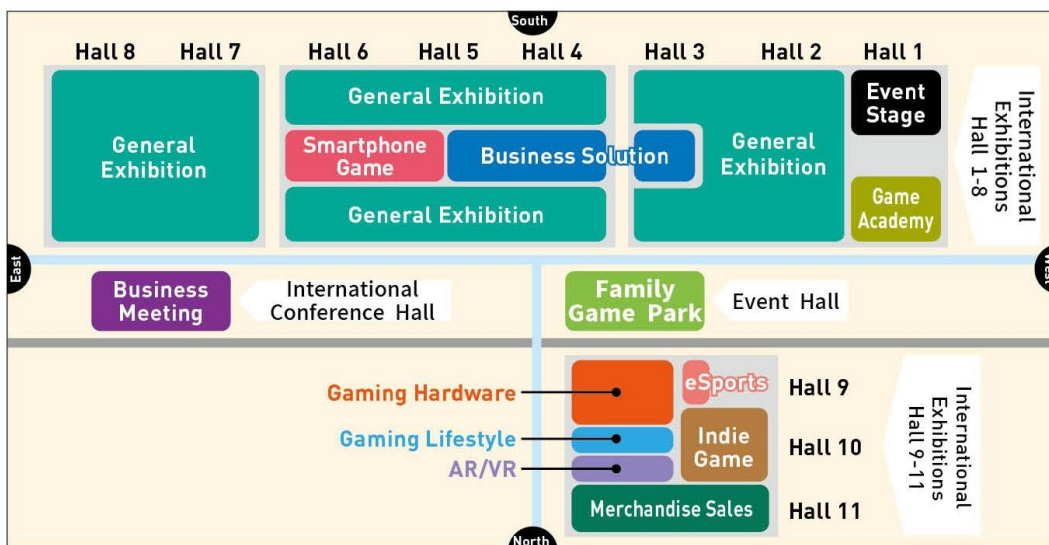 South
Hall 8
Hall 7
Hall 6
Hall 5
Hall 4
Hall 3
Hall 2
Hall 1
General
Exhibition
General Exhibition
Smartphone
Game
Business Solution
General Exhibition
General
Exhibition
Event
Stage
Game
Academy
International
Exhibitions
Hall 1-8
East
West
Business
Meeting
International
Conference Hall
Family
Game Park
Event Hall
Gaming Hardware
Gaming Lifestyle
AR/VR
eSports
Indie
Game
Merchandise Sales
Hall 9
Hall 10
Hall 11
International
Exhibitions
Hall 9-11
North